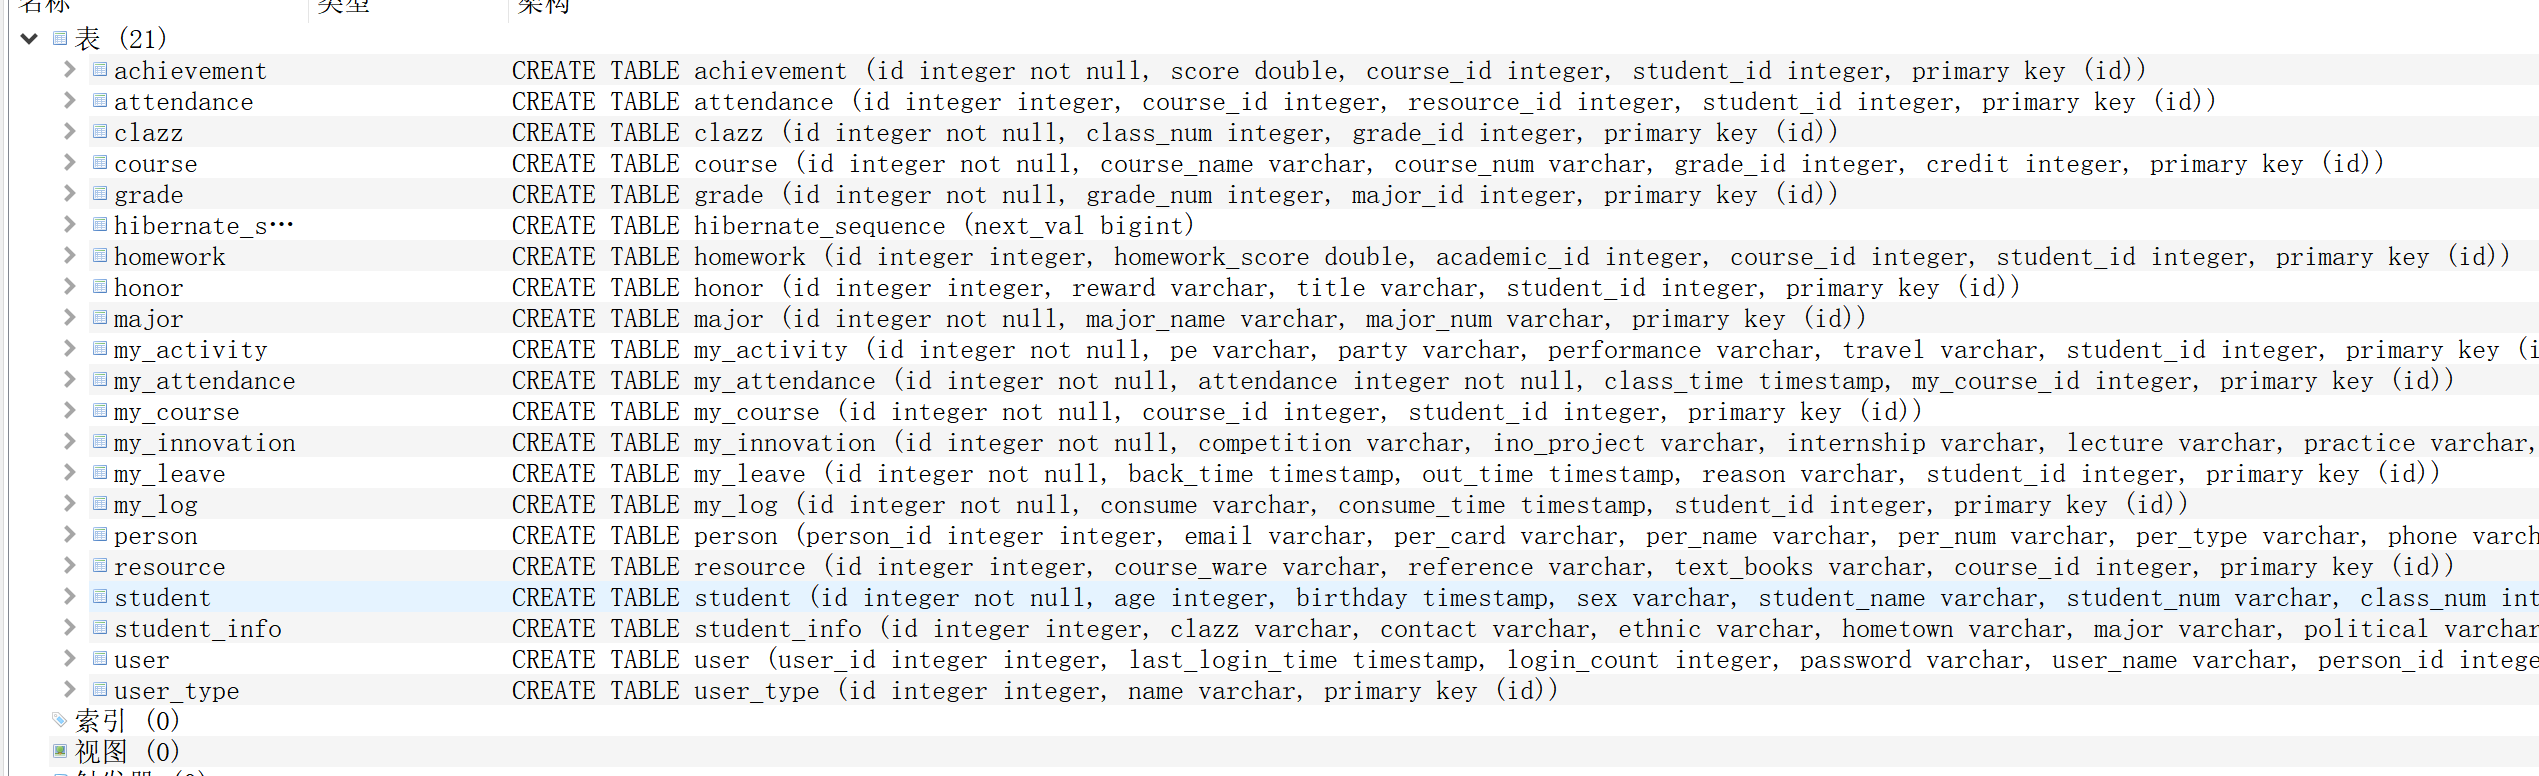 名称 类型 架构
表 (21)
achievement CREATE TABLE achievement (id integer not null, score double, course_id integer, student_id integer, primary key (id))
attendance CREATE TABLE attendance (id integer integer, course_id integer, resource_id integer, student_id integer, primary key (id))
clazz CREATE TABLE clazz (id integer not null, class_num integer, grade_id integer, primary key (id))
course CREATE TABLE course (id integer not null, course_name varchar, course_num varchar, grade_id integer, credit integer, primary key (id))
grade CREATE TABLE grade (id integer not null, grade_num integer, major_id integer, primary key (id))
hibernate_s… CREATE TABLE hibernate_sequence (next_val bigint)
homework CREATE TABLE homework (id integer integer, homework_score double, academic_id integer, course_id integer, student_id integer, primary key (id))
honor CREATE TABLE honor (id integer integer, reward varchar, title varchar, student_id integer, primary key (id))
major CREATE TABLE major (id integer not null, major_name varchar, major_num varchar, primary key (id))
my_activity CREATE TABLE my_activity (id integer not null, pe varchar, party varchar, performance varchar, travel varchar, student_id integer, primary key (i
my_attendance CREATE TABLE my_attendance (id integer not null, attendance integer not null, class_time timestamp, my_course_id integer, primary key (id))
my_course CREATE TABLE my_course (id integer not null, course_id integer, student_id integer, primary key (id))
my_innovation CREATE TABLE my_innovation (id integer not null, competition varchar, ino_project varchar, internship varchar, lecture varchar, practice varchar,
my_leave CREATE TABLE my_leave (id integer not null, back_time timestamp, out_time timestamp, reason varchar, student_id integer, primary key (id))
my_log CREATE TABLE my_log (id integer not null, consume varchar, consume_time timestamp, student_id integer, primary key (id))
person CREATE TABLE person (person_id integer integer, email varchar, per_card varchar, per_name varchar, per_num varchar, per_type varchar, phone varch
resource CREATE TABLE resource (id integer integer, course_ware varchar, reference varchar, text_books varchar, course_id integer, primary key (id))
student CREATE TABLE student (id integer not null, age integer, birthday timestamp, sex varchar, student_name varchar, student_num varchar, class_num int
student_info CREATE TABLE student_info (id integer integer, clazz varchar, contact varchar, ethnic varchar, hometown varchar, major varchar, political varchar
user CREATE TABLE user (user_id integer integer, last_login_time timestamp, login_count integer, password varchar, user_name varchar, person_id intege
user_type CREATE TABLE user_type (id integer integer, name varchar, primary key (id))
索引 (0)
视图 (0)
触发器 (0)